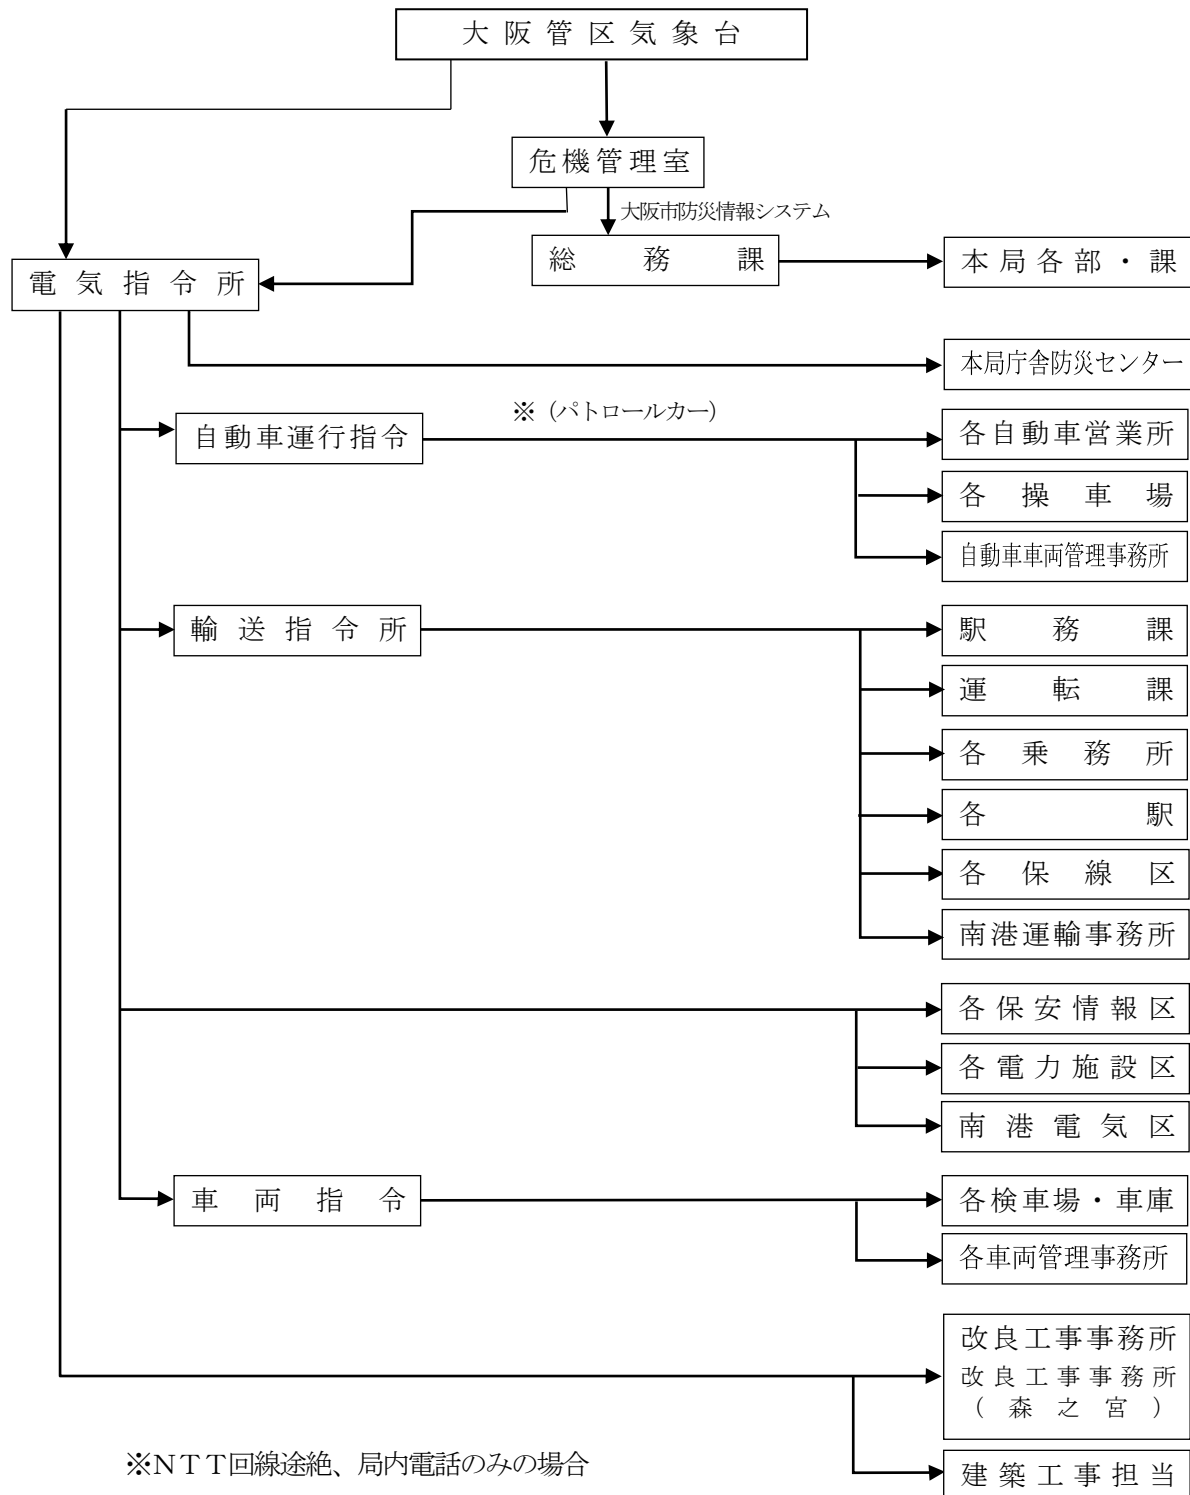 大阪管区気象台
危機管理室
大阪市防災情報システム
総務課
本局各部・課
電気指令所
本局庁舎防災センター
※（パトロールカー）
自動車運行指令
各自動車営業所
各操車場
自動車車両管理事務所
輸送指令所
駅務課
運転課
各乗務所
各駅
各保線区
南港運輸事務所
各保安情報区
各電力施設区
南港電気区
車両指令
各検車場・車庫
各車両管理事務所
改良工事事務所
改良工事事務所
（森之宮）
※ＮＴＴ回線途絶、局内電話のみの場合
建築工事担当